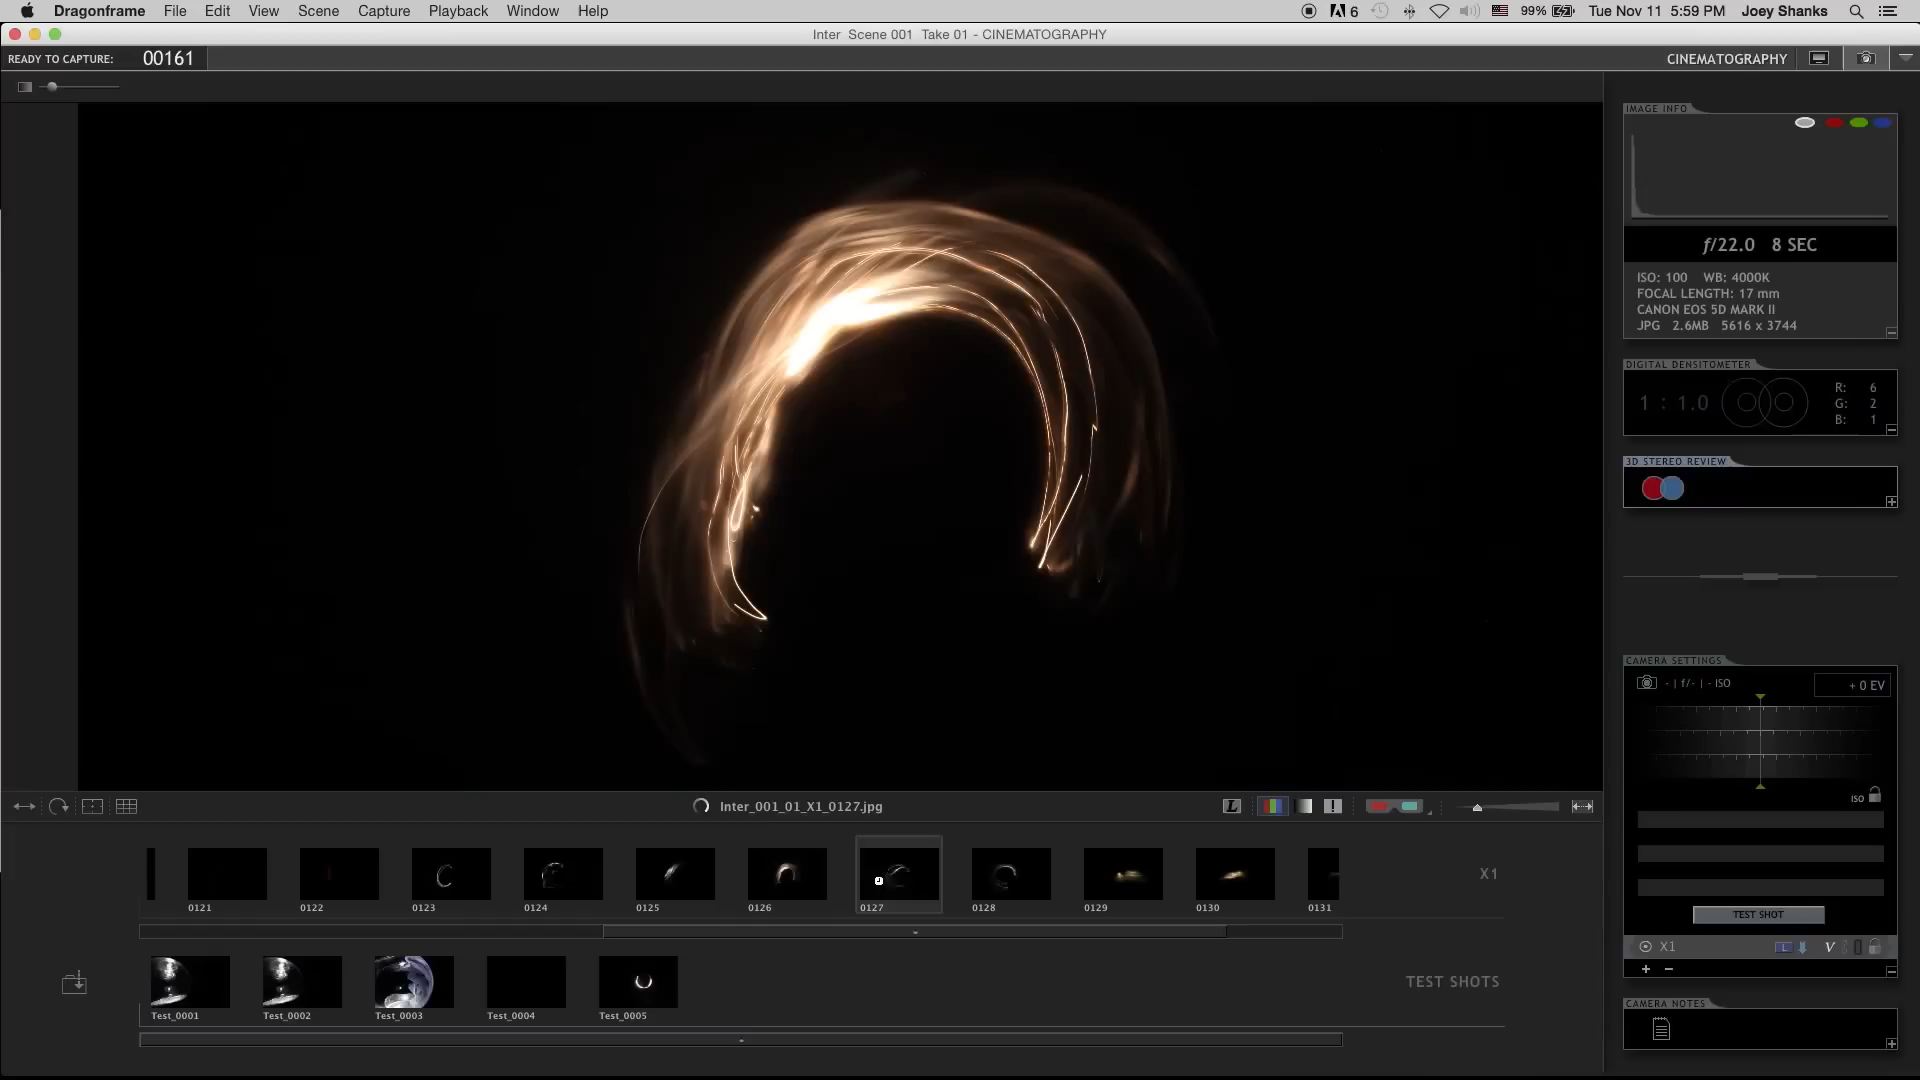 Dragonframe File Edit View Scene Capture Playback Window Help 6 99% Tue Nov 11 5:59 PM Joey Shanks
Inter Scene 001 Take 01 - CINEMATOGRAPHY
READY TO CAPTURE: 00161 CINEMATOGRAPHY
IMAGE INFO
f/22.0 8 SEC
ISO: 100 WB: 4000K
FOCAL LENGTH: 17 mm
CANON EOS 5D MARK II
JPG 2.6MB 5616 x 3744
DIGITAL DENSITOMETER
1 : 1.0
R: 6
G: 2
B: 1
3D STEREO REVIEW
CAMERA SETTINGS
- | f/- | - ISO + 0 EV
ISO
TEST SHOT
X1 L V
+ -
CAMERA NOTES
Inter_001_01_X1_0127.jpg L
X1
0121 0122 0123 0124 0125 0126 0127 0128 0129 0130 0131
TEST SHOTS
Test_0001 Test_0002 Test_0003 Test_0004 Test_0005